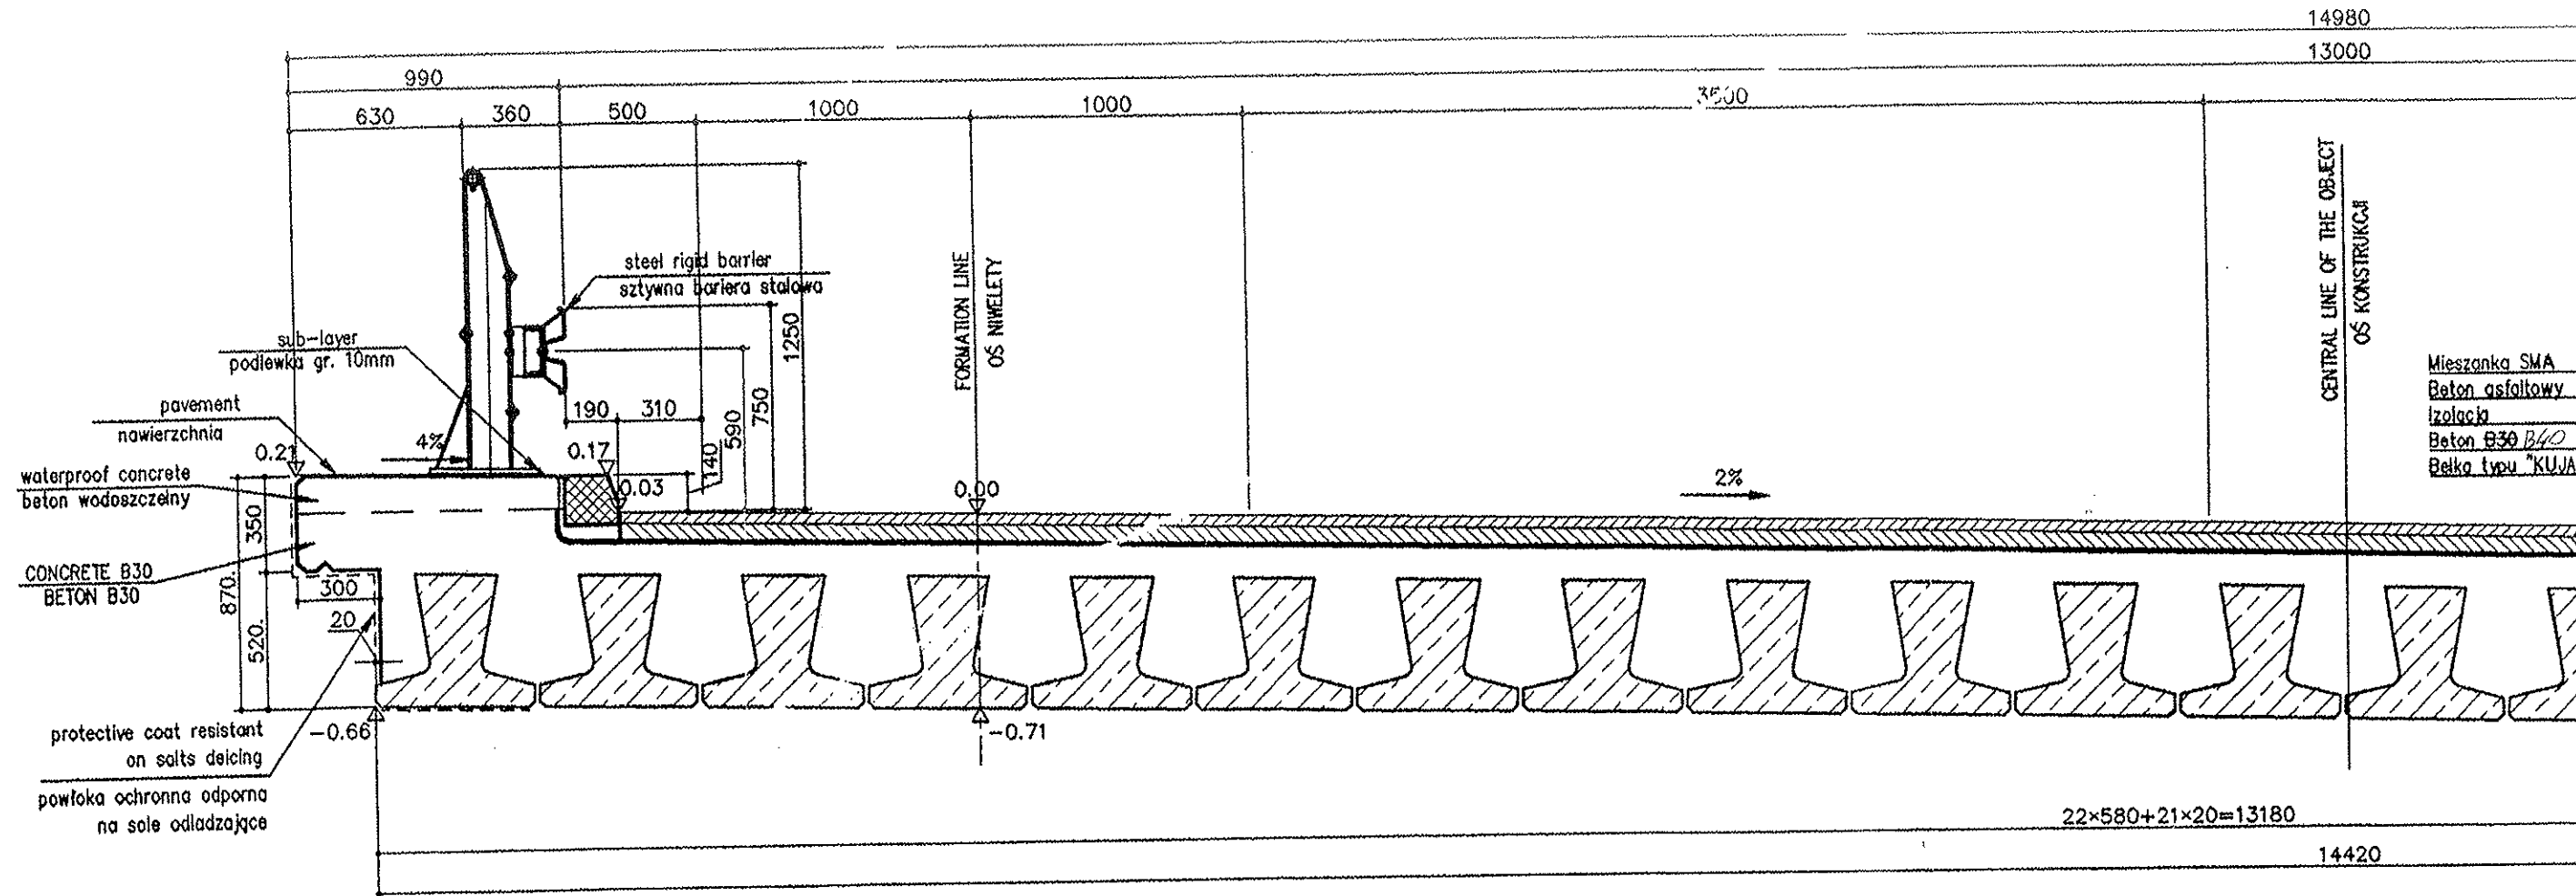 14980
13000
990
630
360
500
1000
1000
3500
steel rigid barrier
sztywna bariera stalowa
sub-layer
podlewka gr. 10mm
pavement
nawierzchnia
waterproof concrete
beton wodoszczelny
CONCRETE B30
BETON B30
0.21
4%
0.17
0.03
190
310
140
590
750
1250
FORMATION LINE
OŚ NIWELETY
0.00
2%
CENTRAL LINE OF THE OBJECT
OŚ KONSTRUKCJI
Mieszanka SMA
Beton asfaltowy
Izolacja
Beton B30 B40
Belka typu "KUJA
350
870.
520.
300
20
-0.66
-0.71
protective coat resistant
on salts deicing
powłoka ochronna odporna
na sole odladzające
22×580+21×20=13180
14420